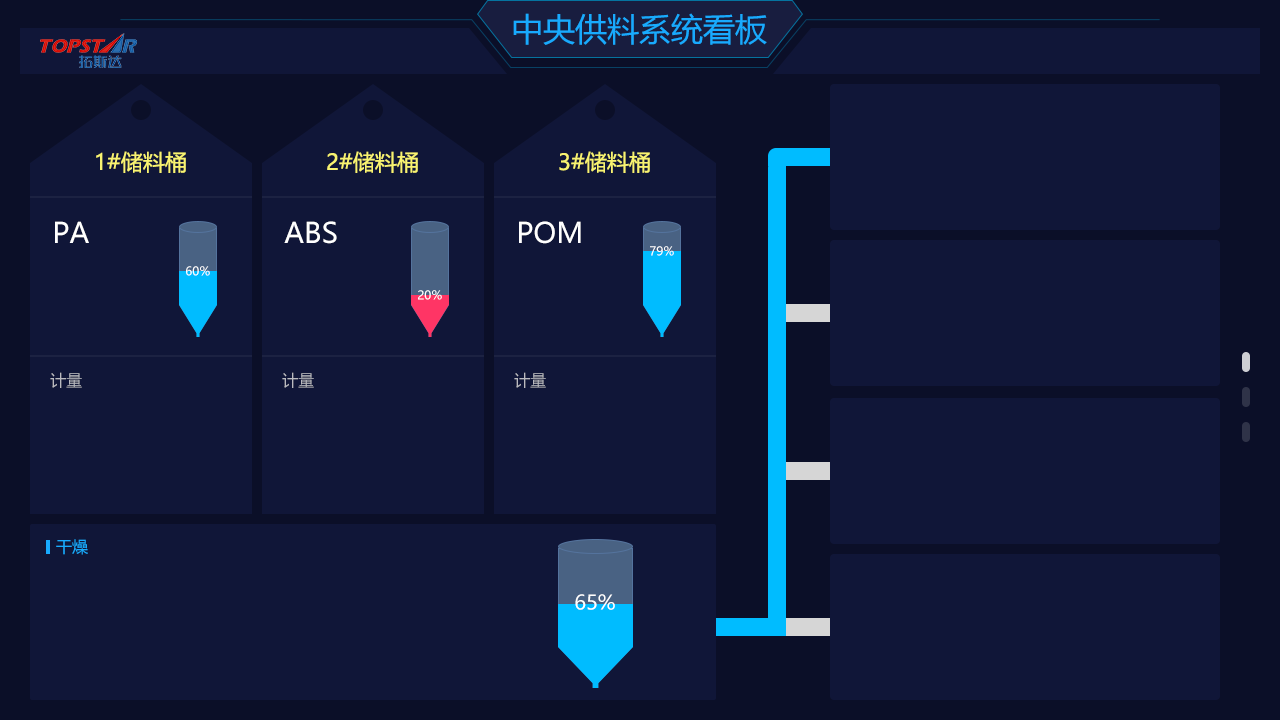 中央供料系统看板
TOPSTAR
拓斯达
1#储料桶
2#储料桶
3#储料桶
PA
60%
ABS
20%
POM
79%
计量
计量
计量
干燥
65%